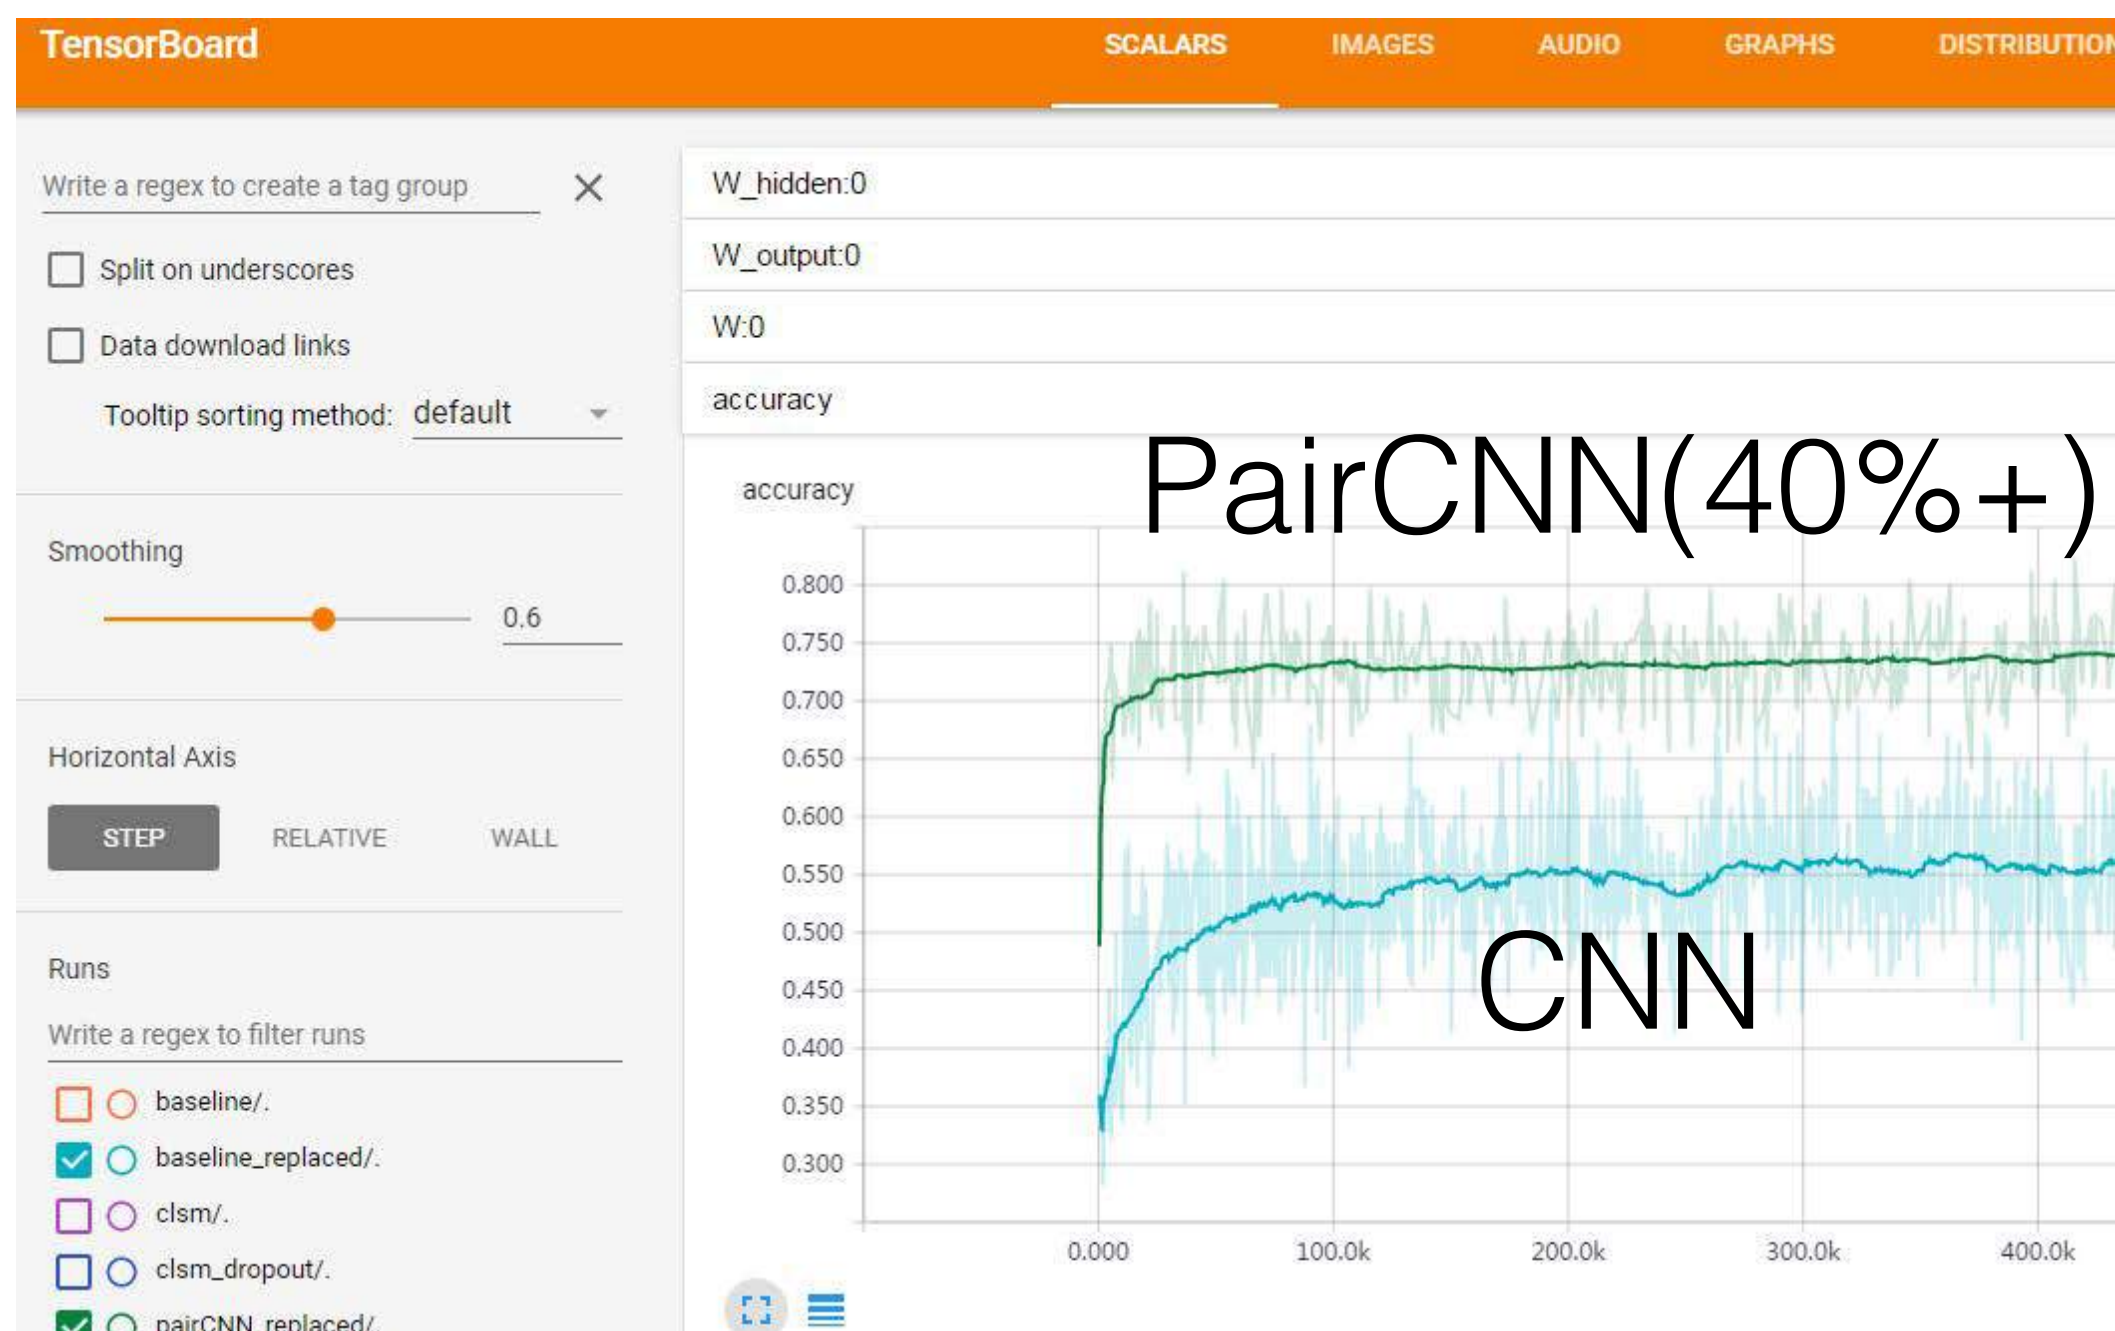 TensorBoard
SCALARS IMAGES AUDIO GRAPHS DISTRIBUTION
Write a regex to create a tag group
Split on underscores
Data download links
Tooltip sorting method: default
Smoothing
0.6
Horizontal Axis
STEP RELATIVE WALL
Runs
Write a regex to filter runs
baseline/.
baseline_replaced/.
clsm/.
clsm_dropout/.
pairCNN_replaced/.
W_hidden:0
W_output:0
W:0
accuracy
PairCNN(40%+)
accuracy
0.800
0.750
0.700
0.650
0.600
0.550
0.500
0.450
0.400
0.350
0.300
CNN
0.000 100.0k 200.0k 300.0k 400.0k